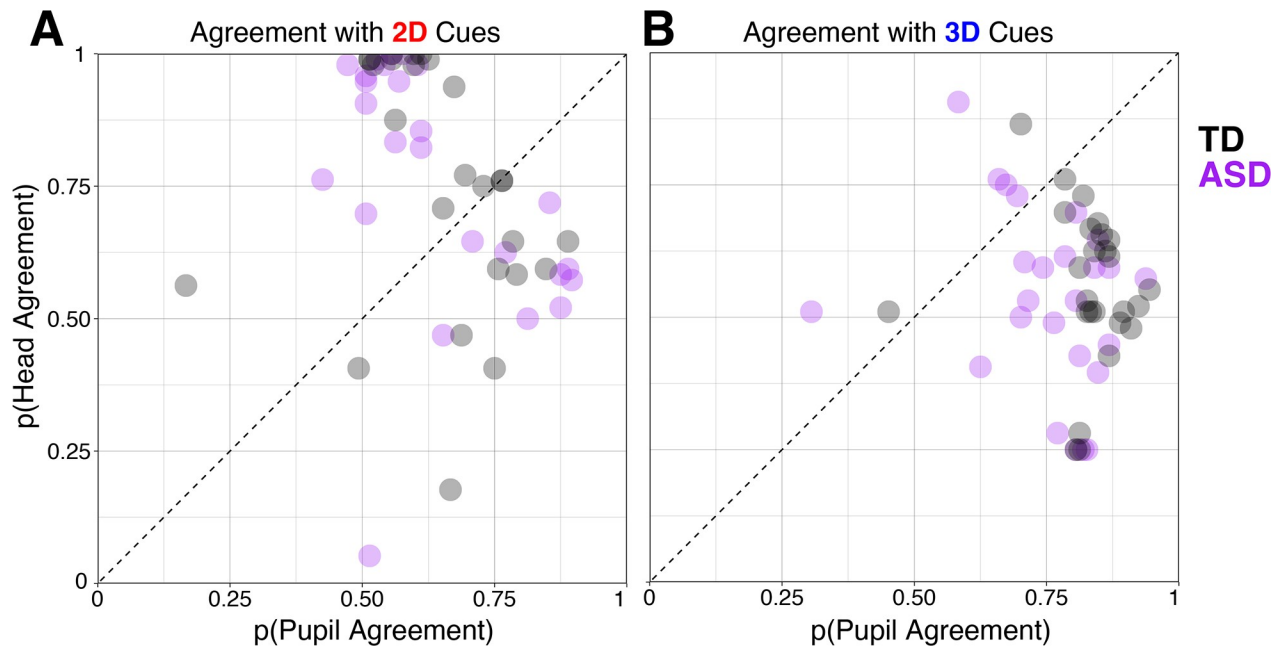 A
Agreement with 2D Cues
B
Agreement with 3D Cues
1
0.75
0.50
0.25
0
p(Head Agreement)
0
0.25
0.50
0.75
1
p(Pupil Agreement)
0
0.25
0.50
0.75
1
p(Pupil Agreement)
TD
ASD